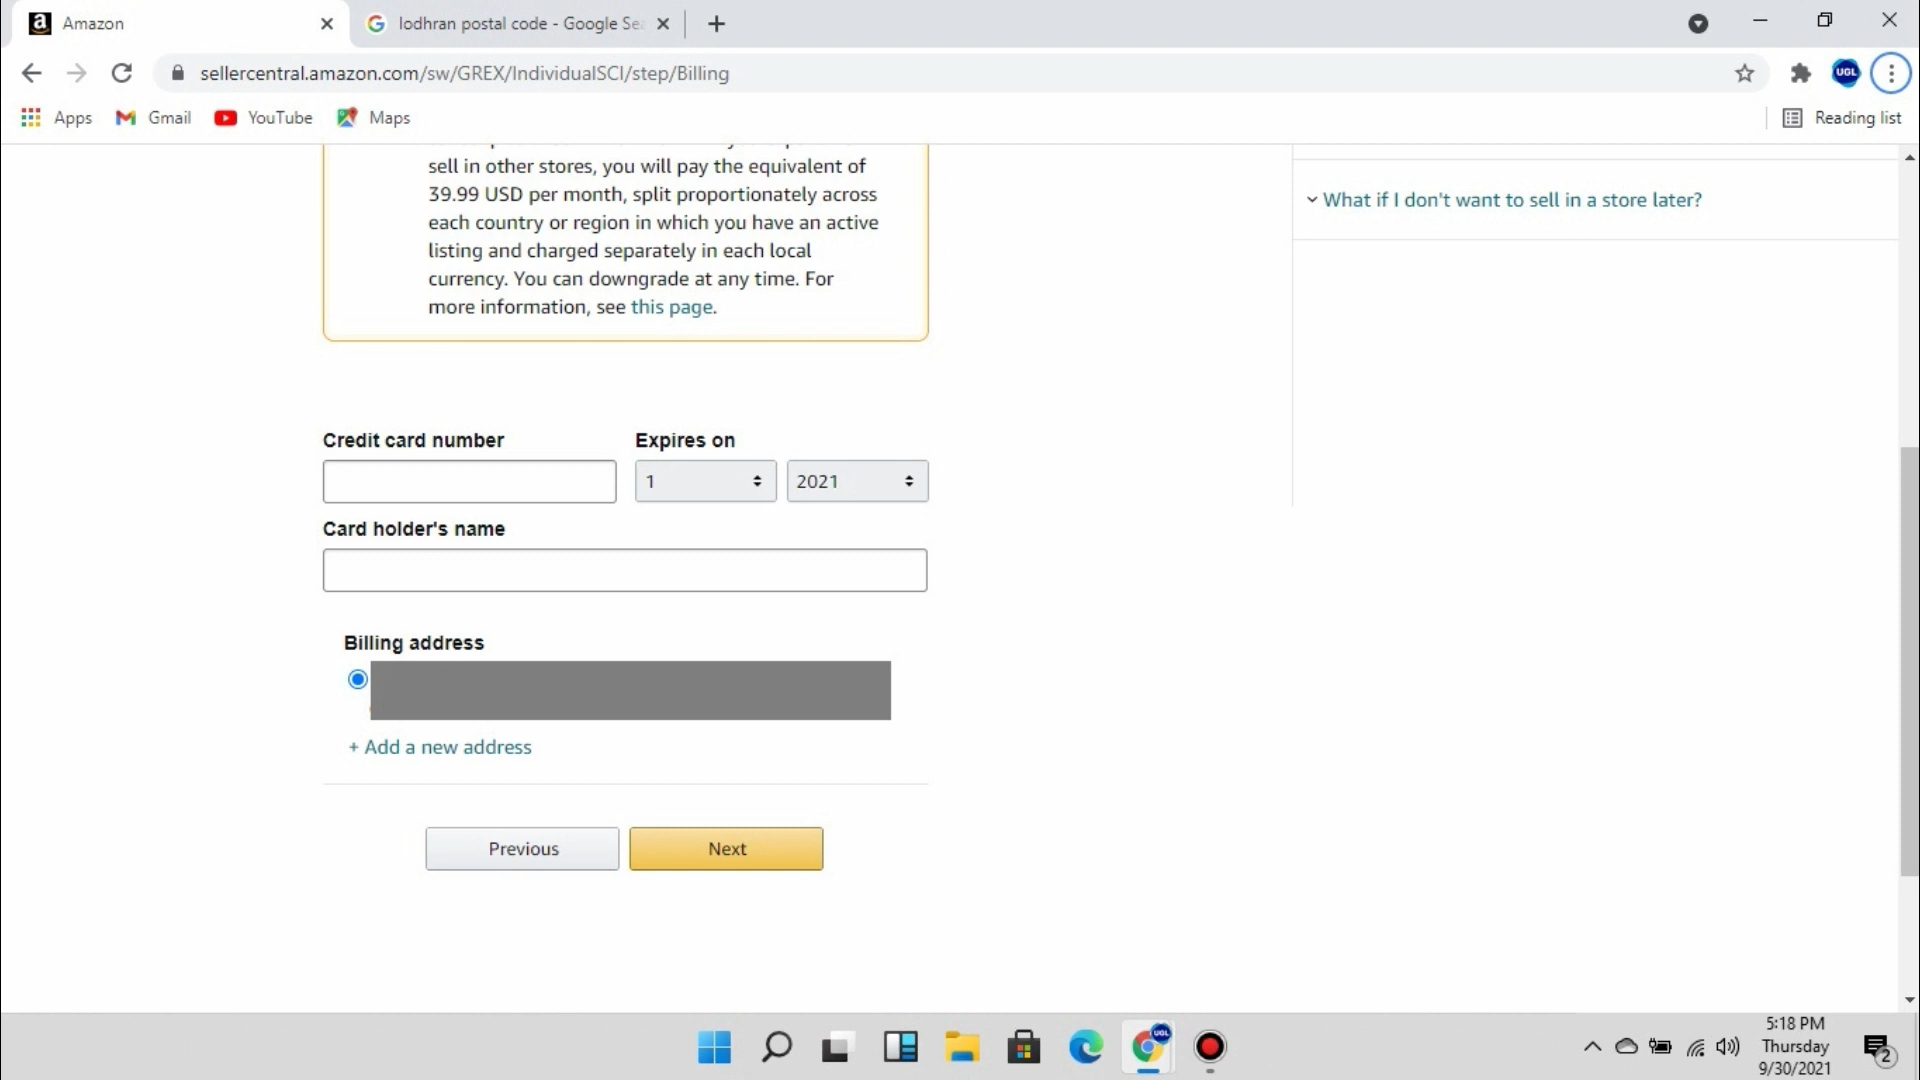 Amazon
lodhran postal code - Google Sea
sellercentral.amazon.com/sw/GREX/IndividualSCI/step/Billing
UGL
Apps
Gmail
YouTube
Maps
Reading list
sell in other stores, you will pay the equivalent of
39.99 USD per month, split proportionately across
each country or region in which you have an active
listing and charged separately in each local
currency. You can downgrade at any time. For
more information, see this page.
What if I don't want to sell in a store later?
Credit card number
Expires on
1
2021
Card holder's name
Billing address
+ Add a new address
Previous
Next
UGL
5:18 PM
Thursday
9/30/2021
2